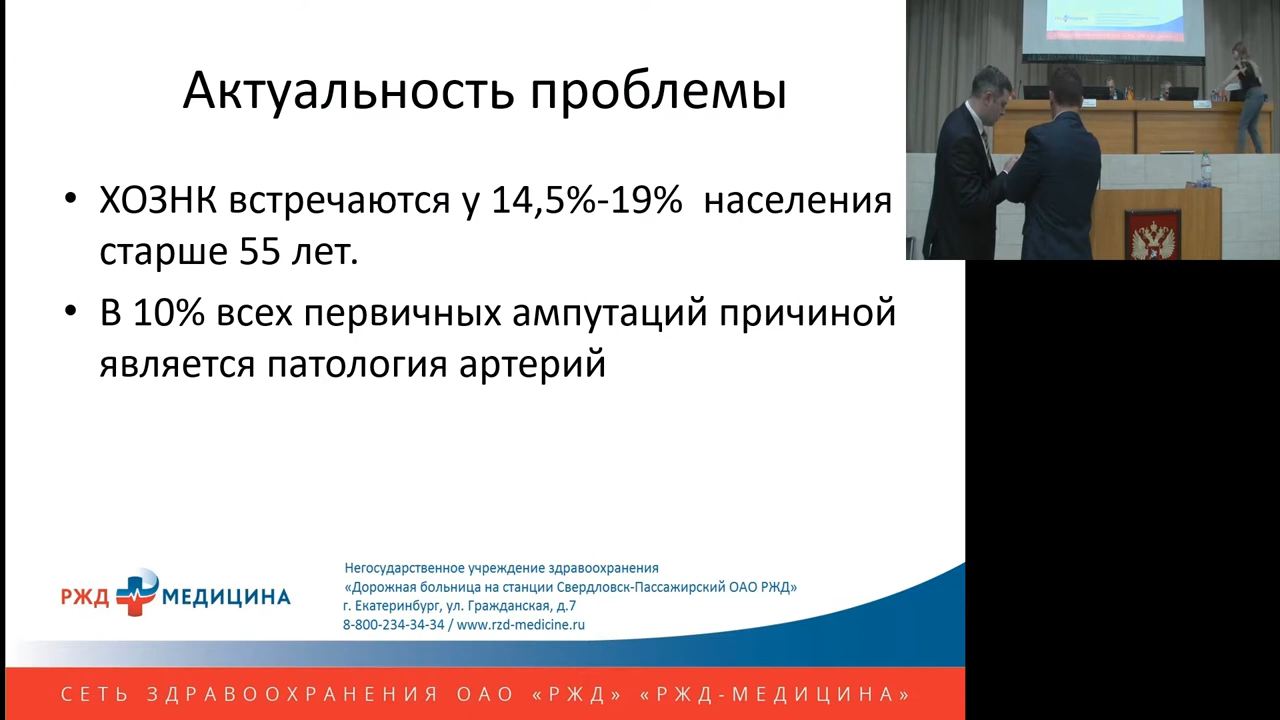 Актуальность проблемы
• ХОЗНК встречаются у 14,5%-19% населения
старше 55 лет.
• В 10% всех первичных ампутаций причиной
является патология артерий
РЖД МЕДИЦИНА
Негосударственное учреждение здравоохранения
«Дорожная больница на станции Свердловск-Пассажирский ОАО РЖД»
г. Екатеринбург, ул. Гражданская, д.7
8-800-234-34-34 / www.rzd-medicine.ru
СЕТЬ ЗДРАВООХРАНЕНИЯ ОАО «РЖД» «РЖД-МЕДИЦИНА»